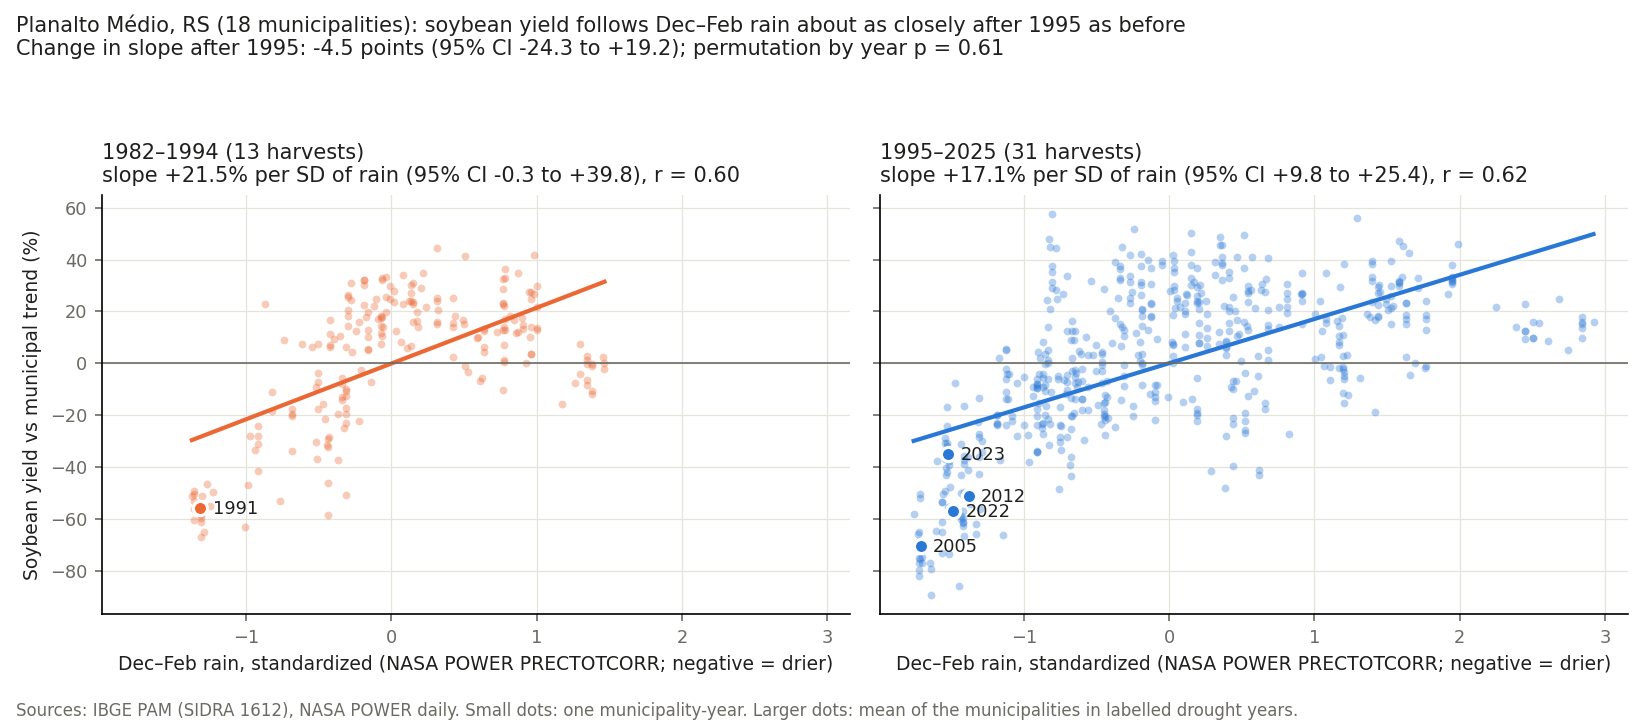 Planalto Médio, RS (18 municipalities): soybean yield follows Dec–Feb rain about as closely after 1995 as before
Change in slope after 1995: -4.5 points (95% CI -24.3 to +19.2); permutation by year p = 0.61
1982–1994 (13 harvests)
slope +21.5% per SD of rain (95% CI -0.3 to +39.8), r = 0.60
1995–2025 (31 harvests)
slope +17.1% per SD of rain (95% CI +9.8 to +25.4), r = 0.62
Soybean yield vs municipal trend (%)
60
40
20
0
−20
−40
−60
−80
1991
2023
2012
2022
2005
−1
0
1
2
3
−1
0
1
2
3
Dec–Feb rain, standardized (NASA POWER PRECTOTCORR; negative = drier)
Dec–Feb rain, standardized (NASA POWER PRECTOTCORR; negative = drier)
Sources: IBGE PAM (SIDRA 1612), NASA POWER daily. Small dots: one municipality-year. Larger dots: mean of the municipalities in labelled drought years.